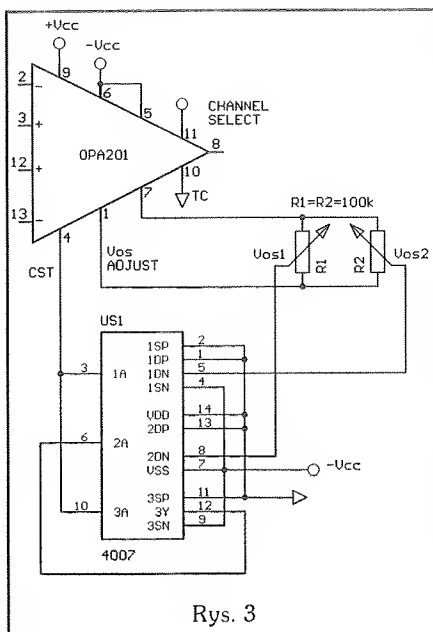 +Vcc
-Vcc
9
2
6
5
3
OPA201
11
CHANNEL
SELECT
8
12
10
7
TC
13
1
4
R1=R2=100k
CST
Vos
ADJUST
Vos1
R1
R2
Vos2
US1
1SP 2
1DP 1
3 1A 1DN 5
1SN 4
VDD 14
6 2A 2DP 13
2DN 8
VSS 7
-Vcc
3SP 11
10 3A 3Y 12
3SN 9
4007
Rys. 3